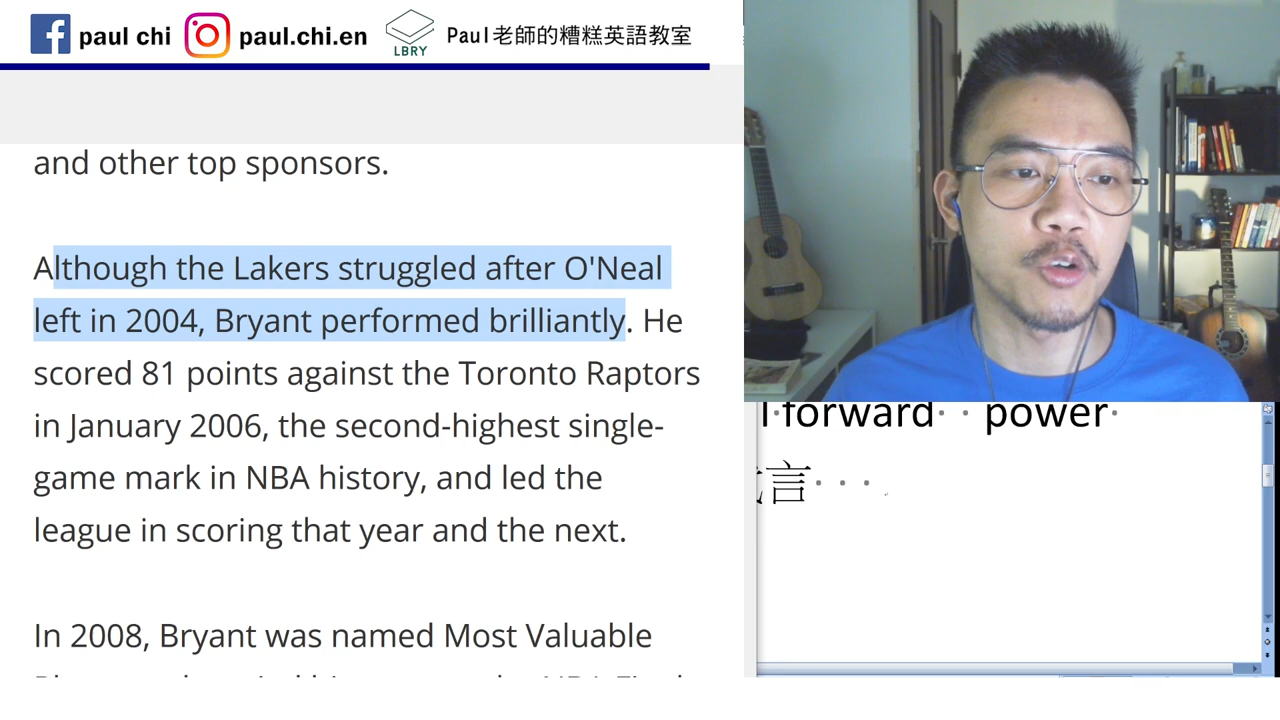 paul chi paul.chi.en LBRY Paul老師的糟糕英語教室
and other top sponsors.
Although the Lakers struggled after O'Neal
left in 2004, Bryant performed brilliantly. He
scored 81 points against the Toronto Raptors
in January 2006, the second-highest single-
game mark in NBA history, and led the
league in scoring that year and the next.
In 2008, Bryant was named Most Valuable
forward power
言